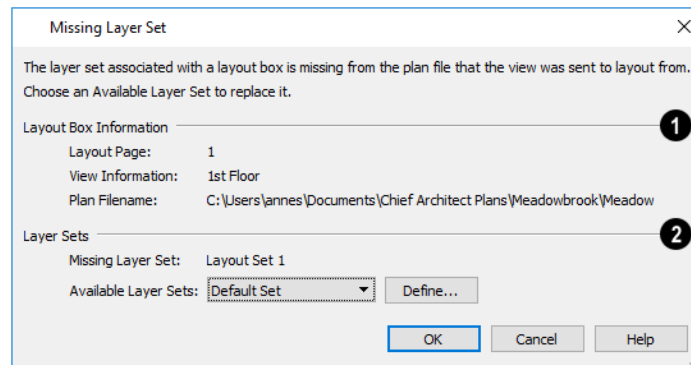 Missing Layer Set
The layer set associated with a layout box is missing from the plan file that the view was sent to layout from.
Choose an Available Layer Set to replace it.
Layout Box Information 1
Layout Page: 1
View Information: 1st Floor
Plan Filename: C:\Users\annes\Documents\Chief Architect Plans\Meadowbrook\Meadow
Layer Sets 2
Missing Layer Set: Layout Set 1
Available Layer Sets: Default Set Define...
OK Cancel Help